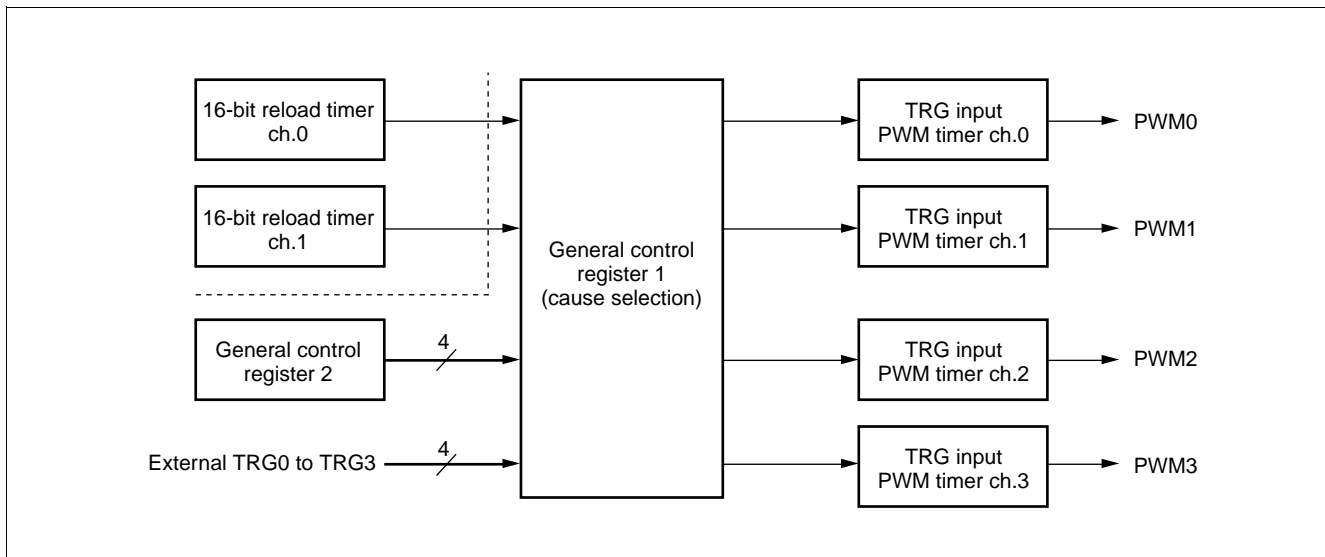 16-bit reload timer
ch.0
16-bit reload timer
ch.1
General control
register 2
4
External TRG0 to TRG3
4
General control
register 1
(cause selection)
TRG input
PWM timer ch.0
PWM0
TRG input
PWM timer ch.1
PWM1
TRG input
PWM timer ch.2
PWM2
TRG input
PWM timer ch.3
PWM3